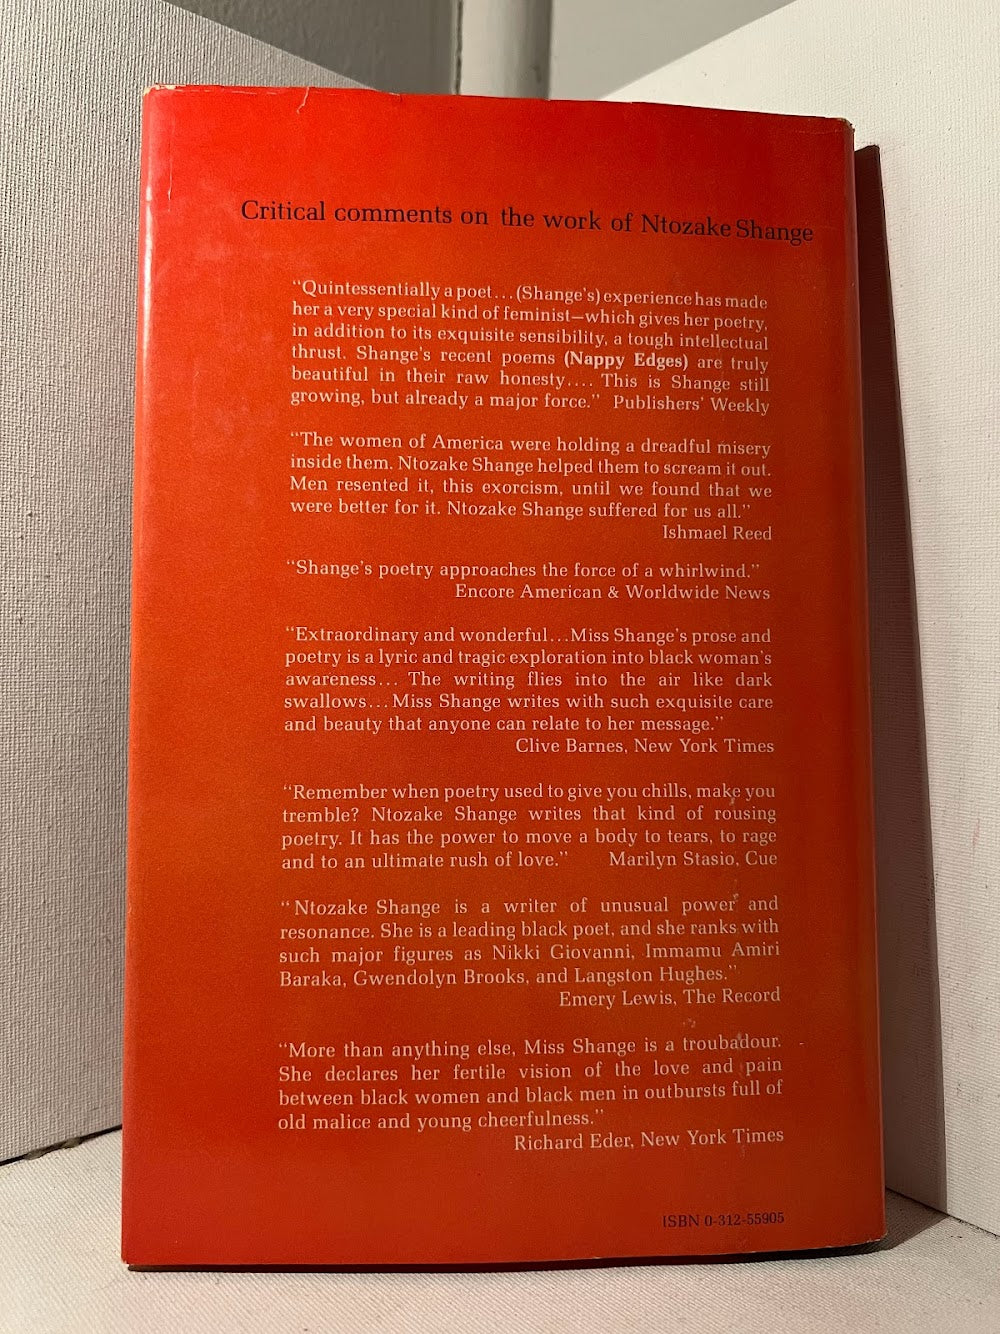 Critical comments on the work of Ntozake Shange
"Quintessentially a poet... (Shange's) experience has made
her a very special kind of feminist—which gives her poetry,
in addition to its exquisite sensibility, a tough intellectual
thrust. Shange's recent poems (Nappy Edges) are truly
beautiful in their raw honesty.... This is Shange still
growing, but already a major force." Publishers' Weekly
"The women of America were holding a dreadful misery
inside them. Ntozake Shange helped them to scream it out.
Men resented it, this exorcism, until we found that we
were better for it. Ntozake Shange suffered for us all."
Ishmael Reed
"Shange's poetry approaches the force of a whirlwind."
Encore American & Worldwide News
"Extraordinary and wonderful...Miss Shange's prose and
poetry is a lyric and tragic exploration into black woman's
awareness... The writing flies into the air like dark
swallows...Miss Shange writes with such exquisite care
and beauty that anyone can relate to her message."
Clive Barnes, New York Times
"Remember when poetry used to give you chills, make you
tremble? Ntozake Shange writes that kind of rousing
poetry. It has the power to move a body to tears, to rage
and to an ultimate rush of love." Marilyn Stasio, Cue
"Ntozake Shange is a writer of unusual power and
resonance. She is a leading black poet, and she ranks with
such major figures as Nikki Giovanni, Immamu Amiri
Baraka, Gwendolyn Brooks, and Langston Hughes."
Emery Lewis, The Record
"More than anything else, Miss Shange is a troubadour.
She declares her fertile vision of the love and pain
between black women and black men in outbursts full of
old malice and young cheerfulness."
Richard Eder, New York Times
ISBN 0-312-55905